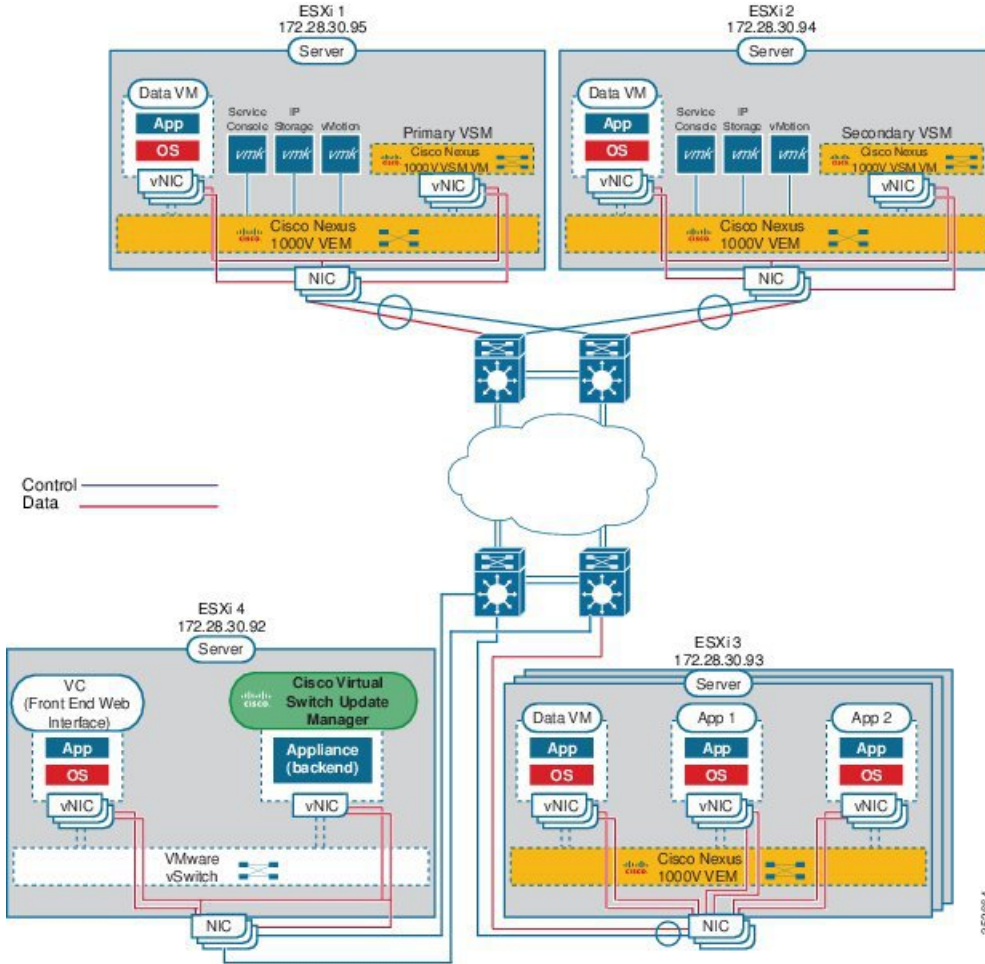 ESXi 1
172.28.30.95
Server
Data VM
App
OS
vNIC
Service
Console
IP
Storage
vMotion
vmk
vmk
vmk
Primary VSM
CISCO
Cisco Nexus
1000V VSM VM
vNIC
CISCO
Cisco Nexus
1000V VEM
NIC
ESXi 2
172.28.30.94
Server
Data VM
App
OS
vNIC
Service
Console
IP
Storage
vMotion
vmk
vmk
vmk
Secondary VSM
CISCO
Cisco Nexus
1000V VSM VM
vNIC
CISCO
Cisco Nexus
1000V VEM
NIC
Control
Data
ESXi 4
172.28.30.92
Server
VC
(Front End Web
Interface)
App
OS
vNIC
CISCO.
Cisco Virtual
Switch Update
Manager
Appliance
(backend)
vNIC
VMware
vSwitch
NIC
ESXi 3
172.28.30.93
Server
Data VM
App
OS
vNIC
App 1
App
OS
vNIC
App 2
App
OS
vNIC
CISCO
Cisco Nexus
1000V VEM
NIC